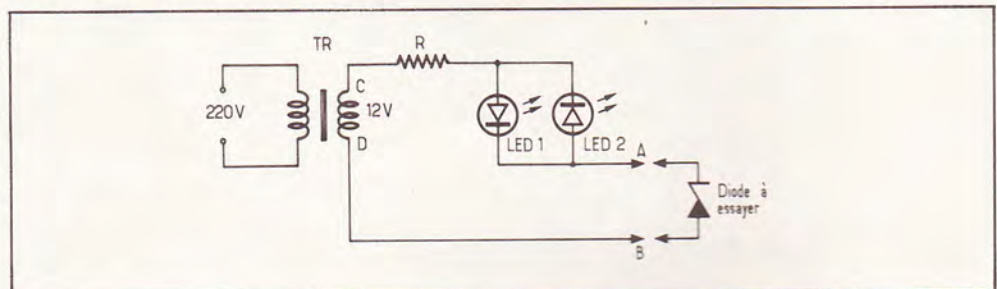 TR
R
C
220V
12V
D
LED 1
LED 2
A
Diode à
essayer
B